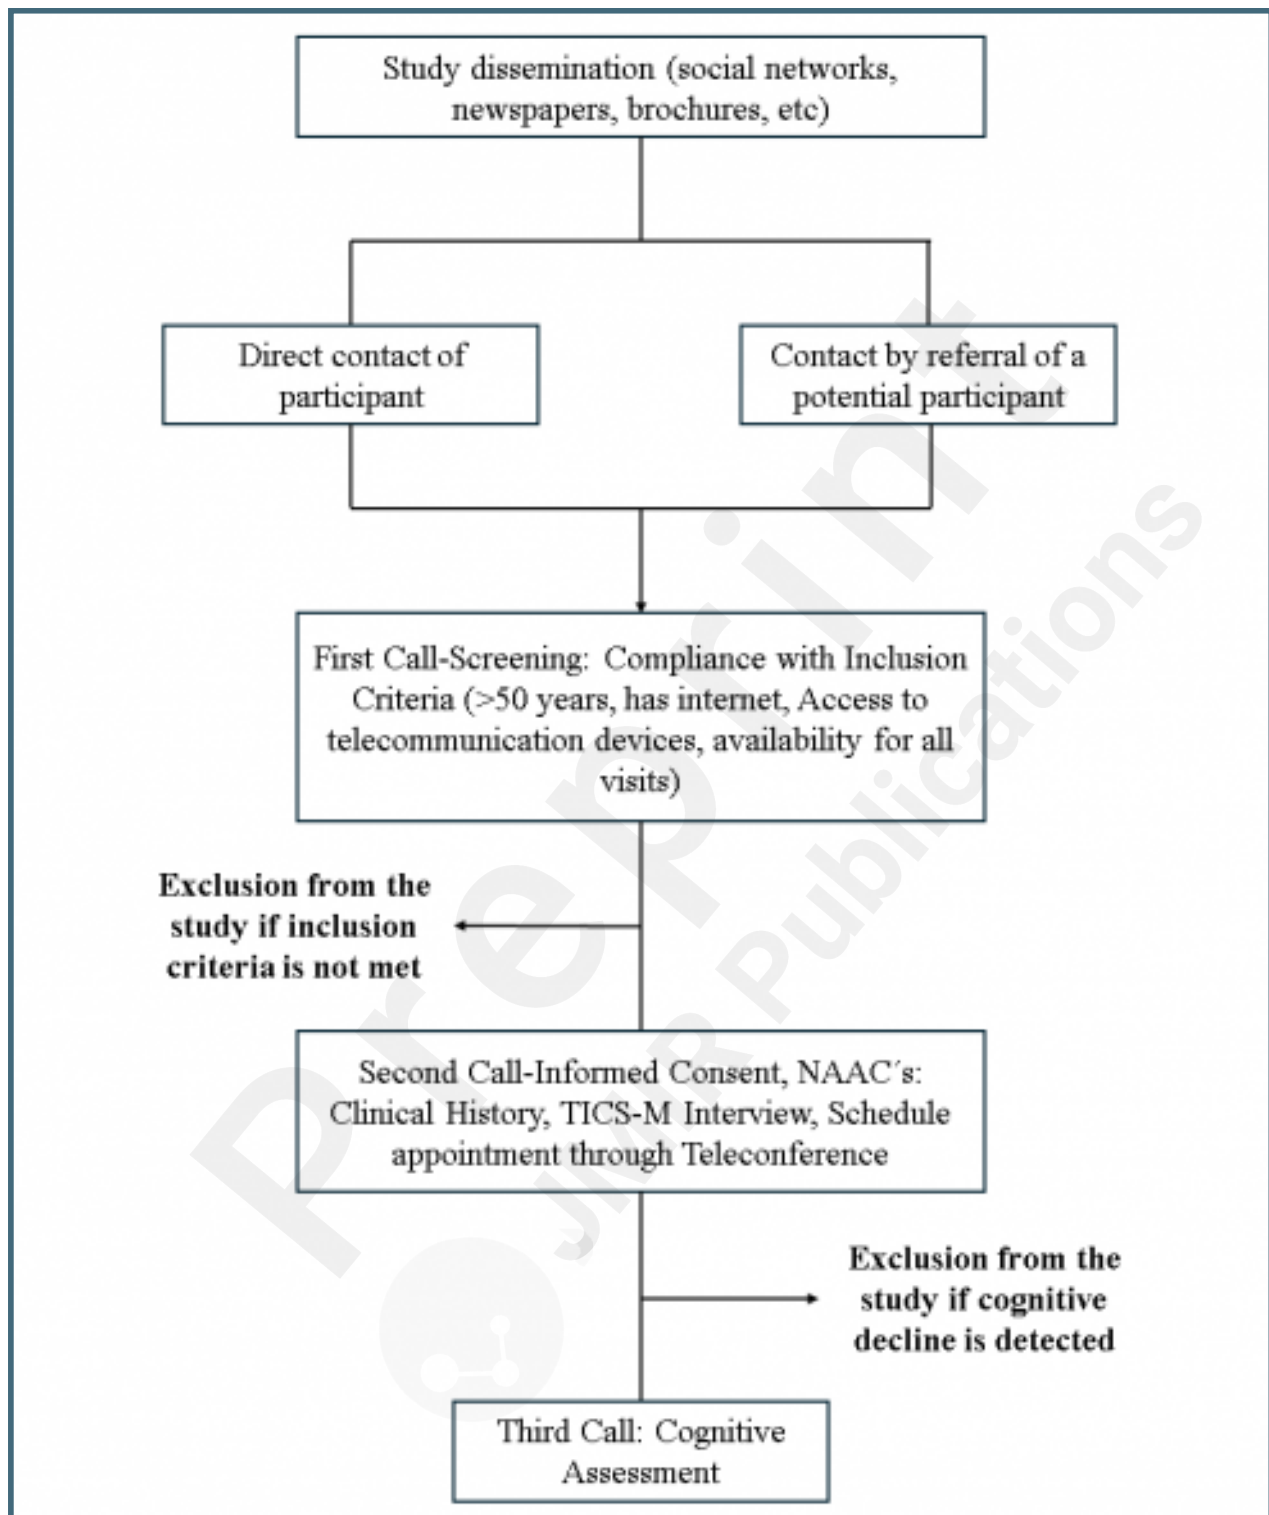 Study dissemination (social networks,
newspapers, brochures, etc)
Direct contact of
participant
Contact by referral of a
potential participant
First Call-Screening: Compliance with Inclusion
Criteria (>50 years, has internet, Access to
telecommunication devices, availability for all
visits)
Exclusion from the
study if inclusion
criteria is not met
Second Call-Informed Consent, NAAC´s:
Clinical History, TICS-M Interview, Schedule
appointment through Teleconference
Exclusion from the
study if cognitive
decline is detected
Third Call: Cognitive
Assessment
Preprint
JMIR Publications